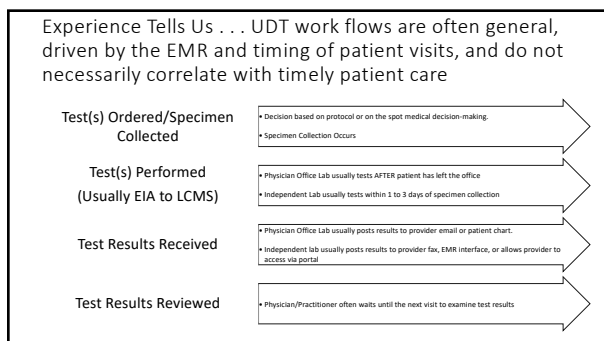 Experience Tells Us . . . UDT work flows are often general,
driven by the EMR and timing of patient visits, and do not
necessarily correlate with timely patient care
Test(s) Ordered/Specimen
Collected
• Decision based on protocol or on the spot medical decision-making.
• Specimen Collection Occurs
Test(s) Performed
(Usually EIA to LCMS)
• Physician Office Lab usually tests AFTER patient has left the office
• Independent Lab usually tests within 1 to 3 days of specimen collection
Test Results Received
• Physician Office Lab usually posts results to provider email or patient chart.
• Independent lab usually posts results to provider fax, EMR interface, or allows provider to
access via portal
Test Results Reviewed
• Physician/Practitioner often waits until the next visit to examine test results